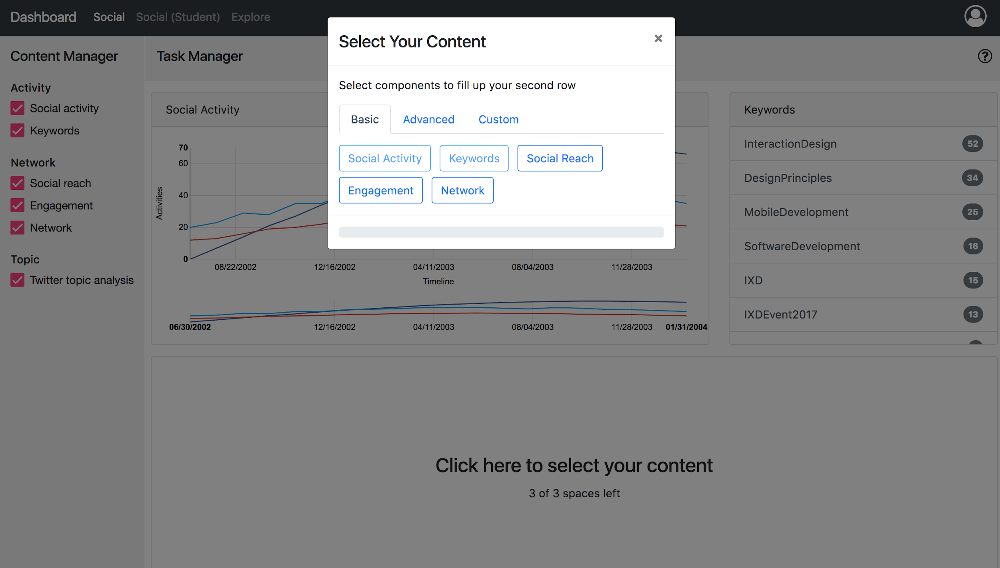 Dashboard Social Social (Student) Explore
Select Your Content ×
Select components to fill up your second row
Basic Advanced Custom
Social Activity Keywords Social Reach
Engagement Network
Content Manager
Activity
Social activity
Keywords
Network
Social reach
Engagement
Network
Topic
Twitter topic analysis
Task Manager ?
Social Activity
70
60
40
20
0
Activities
08/22/2002 12/16/2002 04/11/2003 08/04/2003 11/28/2003
Timeline
06/30/2002 12/16/2002 04/11/2003 08/04/2003 11/28/2003 01/31/2004
Keywords
InteractionDesign 52
DesignPrinciples 34
MobileDevelopment 25
SoftwareDevelopment 16
IXD 15
IXDEvent2017 13
Click here to select your content
3 of 3 spaces left